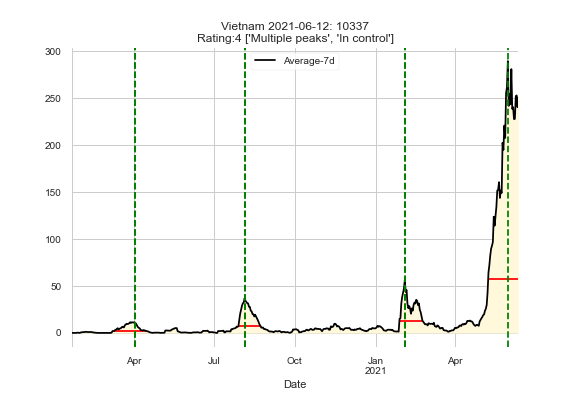 Vietnam 2021-06-12: 10337
Rating:4 ['Multiple peaks', 'In control']
Average-7d
300
250
200
150
100
50
0
Apr
Jul
Oct
Jan
2021
Apr
Date